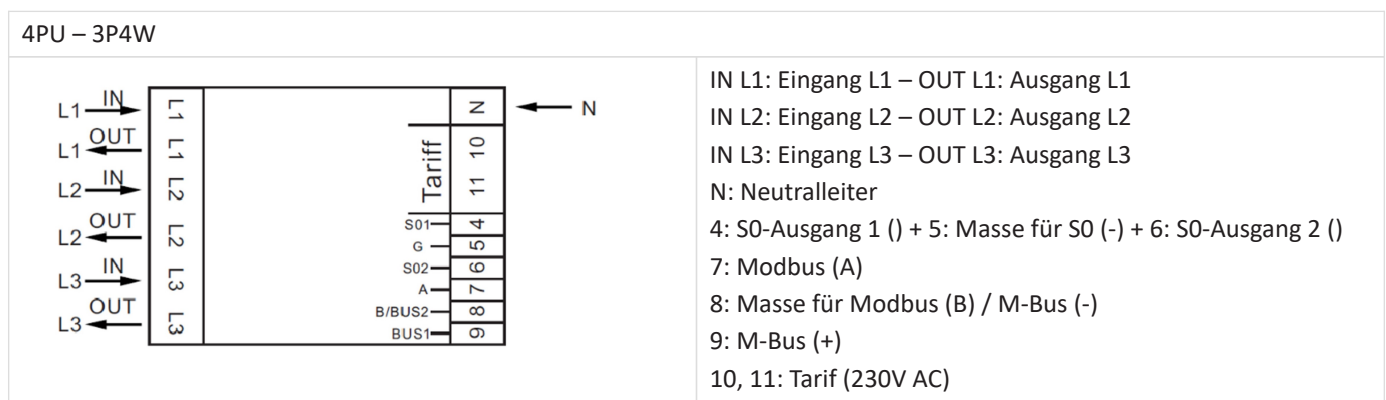 4PU – 3P4W
L1 IN L1
L1 OUT L1
L2 IN L2
L2 OUT L2
L3 IN L3
L3 OUT L3
N N
Tariff 10 11
S01 4
G 5
S02 6
A 7
B/BUS2 8
BUS1 9
IN L1: Eingang L1 – OUT L1: Ausgang L1
IN L2: Eingang L2 – OUT L2: Ausgang L2
IN L3: Eingang L3 – OUT L3: Ausgang L3
N: Neutralleiter
4: S0-Ausgang 1 () + 5: Masse für S0 (-) + 6: S0-Ausgang 2 ()
7: Modbus (A)
8: Masse für Modbus (B) / M-Bus (-)
9: M-Bus (+)
10, 11: Tarif (230V AC)